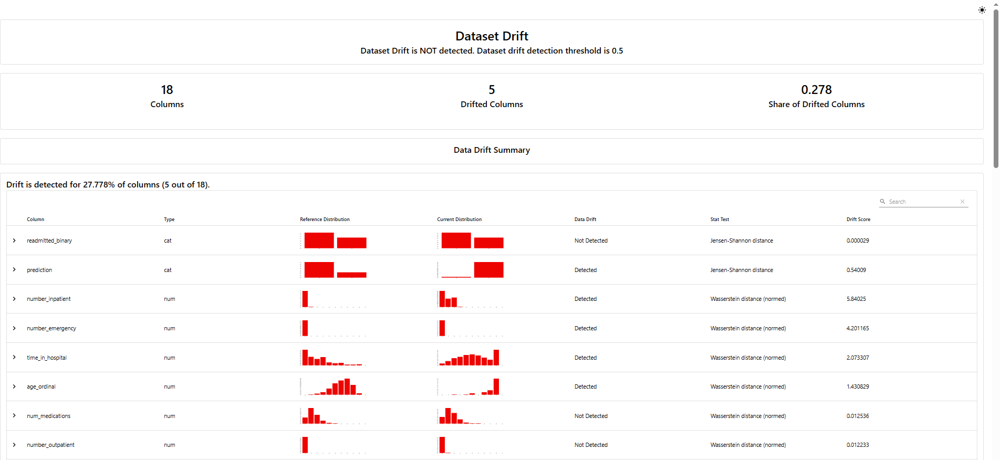 Dataset Drift
Dataset Drift is NOT detected. Dataset drift detection threshold is 0.5
18 5 0.278
Columns Drifted Columns Share of Drifted Columns
Data Drift Summary
Drift is detected for 27.778% of columns (5 out of 18).
Search
Column Type Reference Distribution Current Distribution Data Drift Stat Test Drift Score
readmitted_binary cat Not Detected Jensen-Shannon distance 0.000029
prediction cat Detected Jensen-Shannon distance 0.54009
number_inpatient num Detected Wasserstein distance (normed) 5.84025
number_emergency num Detected Wasserstein distance (normed) 4.201165
time_in_hospital num Detected Wasserstein distance (normed) 2.073307
age_ordinal num Detected Wasserstein distance (normed) 1.430829
num_medications num Not Detected Wasserstein distance (normed) 0.012536
number_outpatient num Not Detected Wasserstein distance (normed) 0.012233